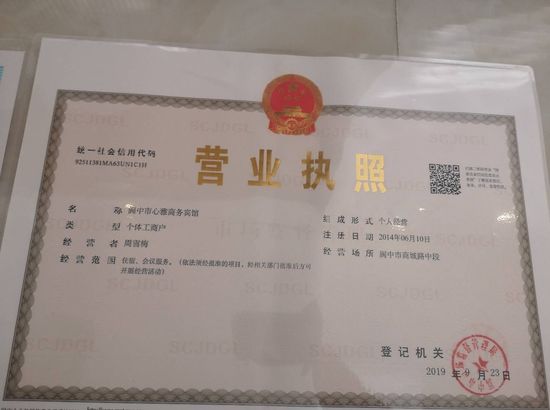 统一社会信用代码
92511381MA63UN1C1H
营业执照
名 称 阆中市心雅商务宾馆
类 型 个体工商户
经 营 者 周雪梅
经 营 范 围 住宿、会议服务。(依法须经批准的项目，经相关部门批准后方可
开展经营活动)
组 成 形 式 个人经营
注 册 日 期 2014年06月10日
经 营 场 所 阆中市商城路中段
登 记 机 关
2019 年 9 月 23 日
SCJDGL